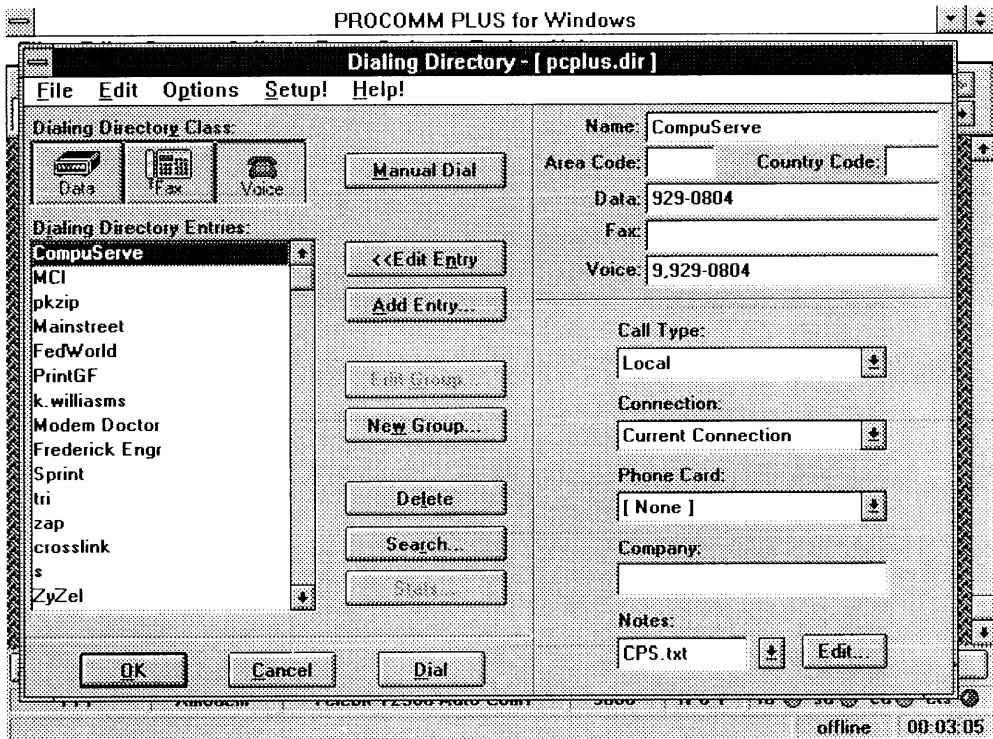 PROCOMM PLUS for Windows
Dialing Directory - [ pcplus.dir ]
File Edit Options Setup! Help!
Dialing Directory Class:
Data Fax Voice
Manual Dial
Dialing Directory Entries:
CompuServe
MCI
pkzip
Mainstreet
FedWorld
PrintGF
k.williasms
Modem Doctor
Frederick Engr
Sprint
tri
zap
crosslink
s
ZyZel
<<Edit Entry
Add Entry...
Edit Group...
New Group...
Delete
Search...
Stats...
OK Cancel Dial
Name: CompuServe
Area Code: Country Code:
Data: 929-0804
Fax:
Voice: 9,929-0804
Call Type:
Local
Connection:
Current Connection
Phone Card:
[ None ]
Company:
Notes:
CPS.txt Edit...
offline 00:03:05